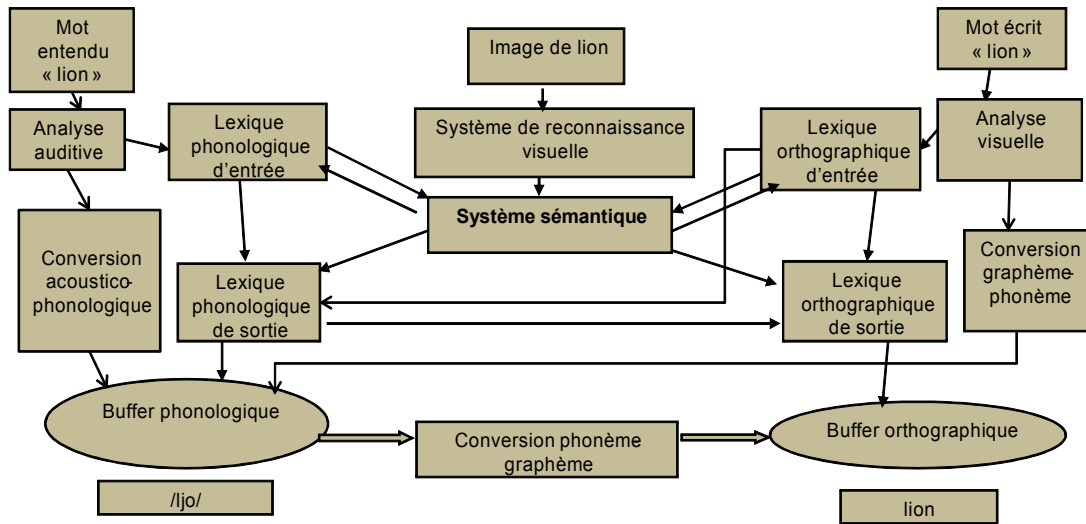 Mot
entendu
« lion »
Image de lion
Mot écrit
« lion »
Analyse
auditive
Lexique
phonologique
d'entrée
Système de reconnaissance
visuelle
Lexique
orthographique
d'entrée
Analyse
visuelle
Système sémantique
Conversion
acoustico-
phonologique
Lexique
phonologique
de sortie
Lexique
orthographique
de sortie
Conversion
graphème-
phonème
Buffer phonologique
Conversion phonème
graphème
Buffer orthographique
/ljo/
lion